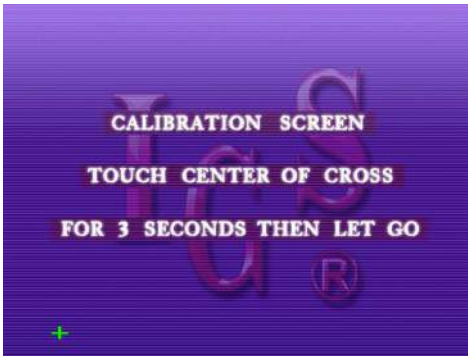 CALIBRATION SCREEN
TOUCH CENTER OF CROSS
FOR 3 SECONDS THEN LET GO
IGS
®